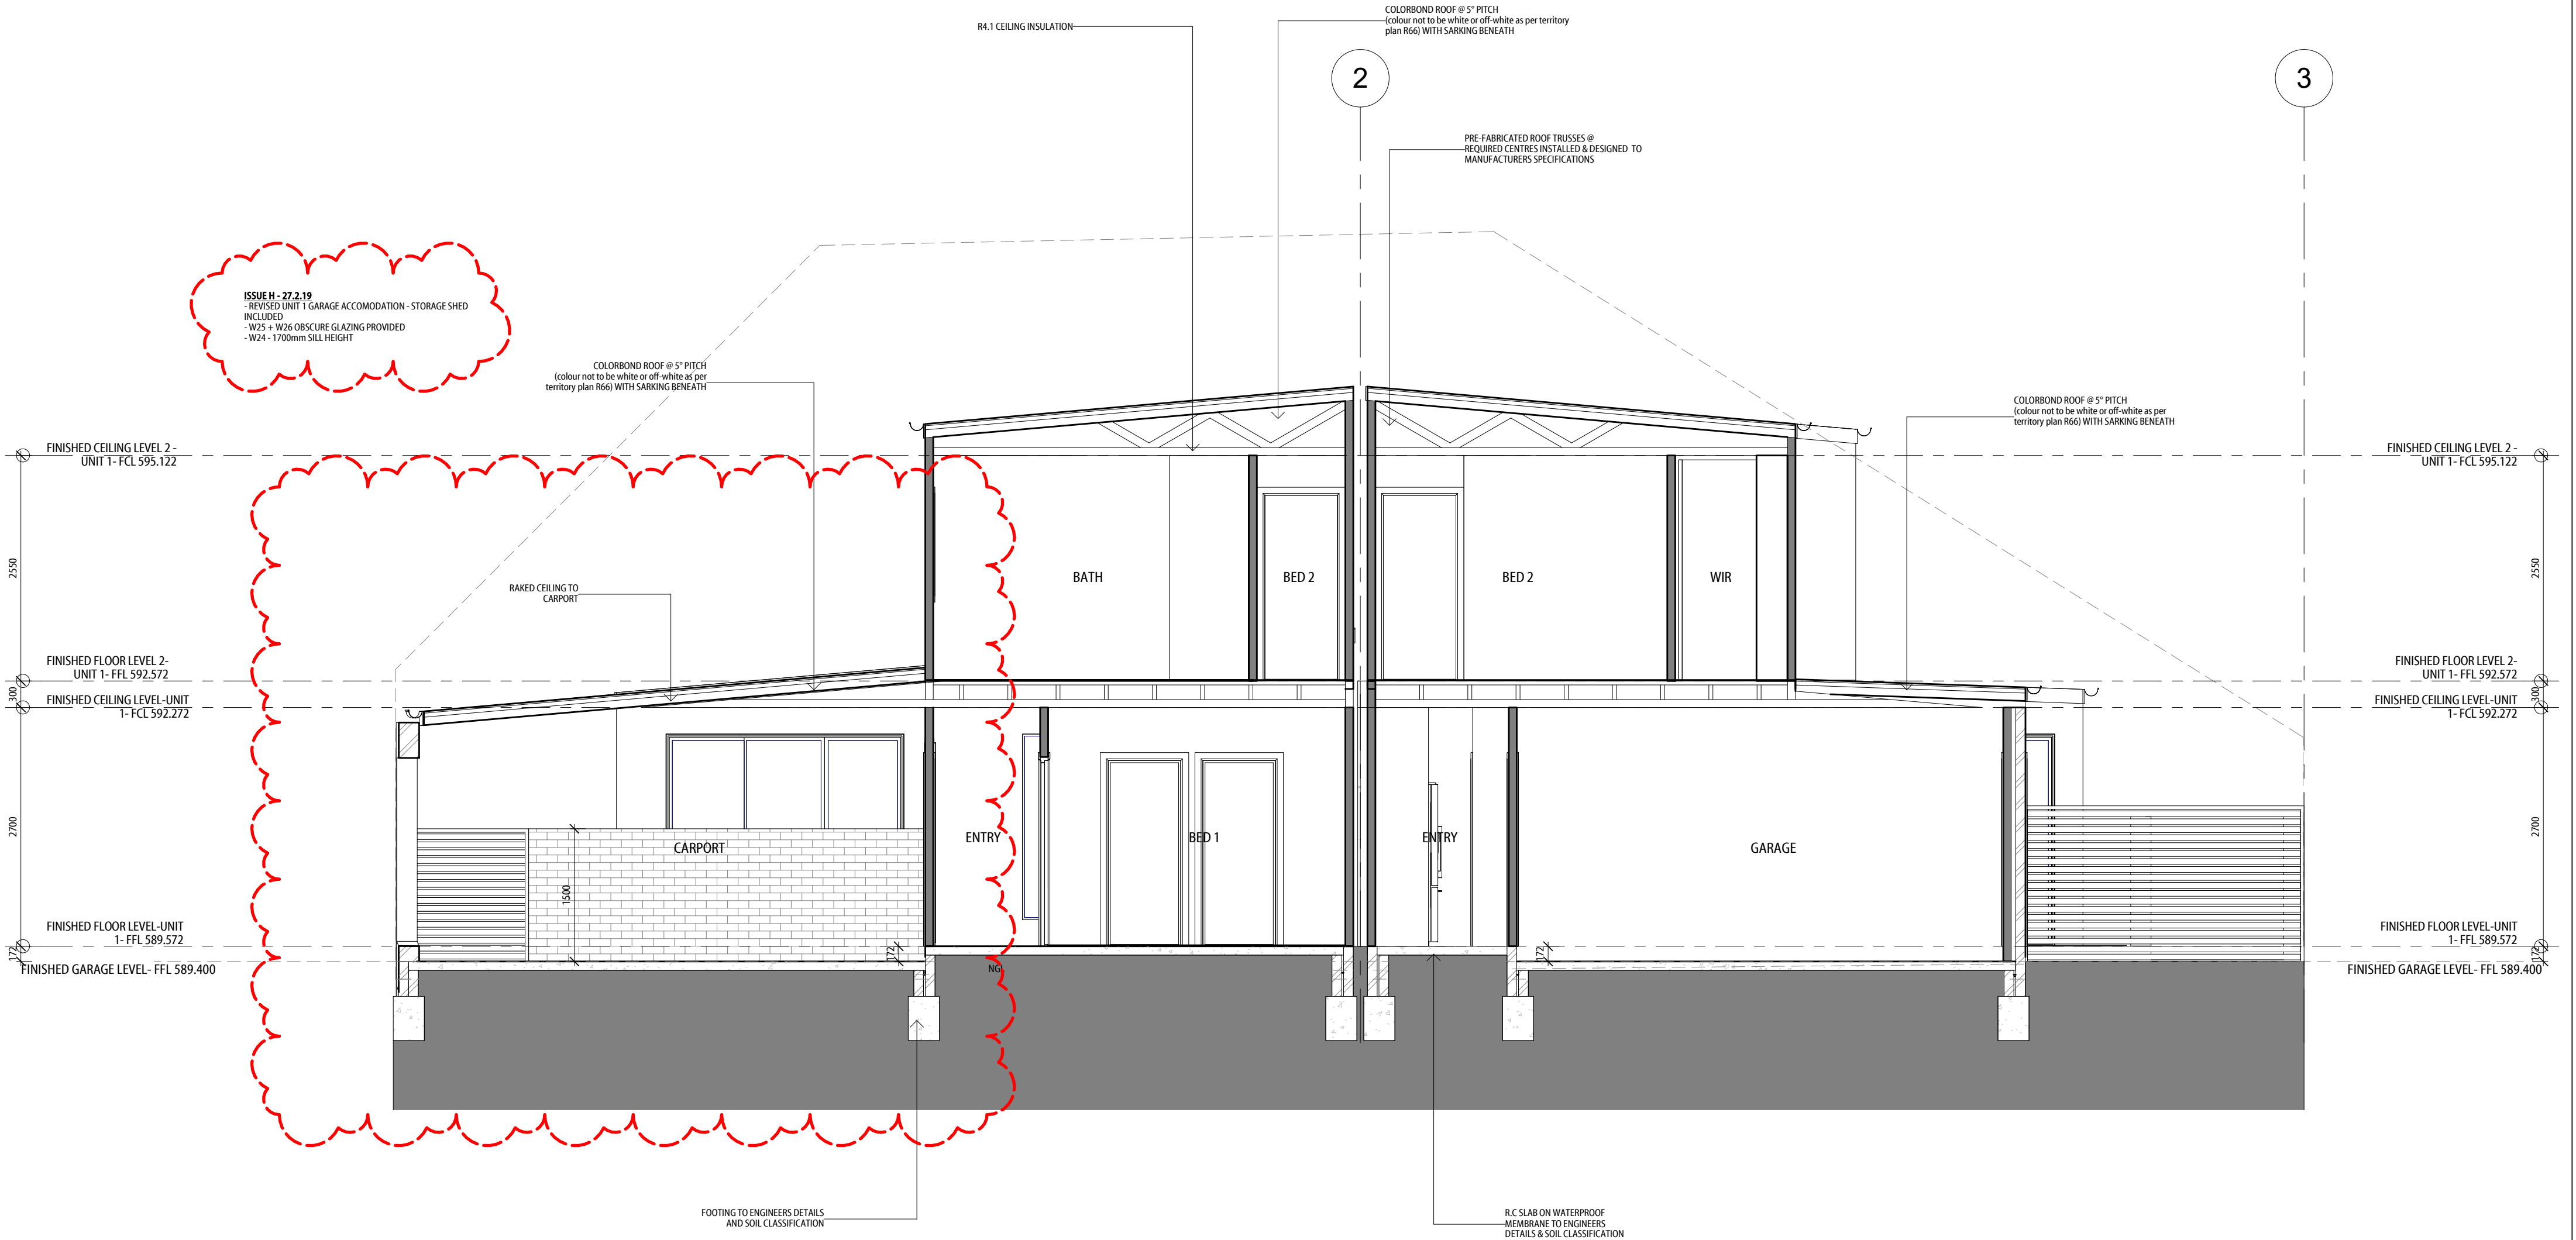 R4.1 CEILING INSULATION
COLORBOND ROOF @ 5° PITCH
(colour not to be white or off-white as per territory
plan R66) WITH SARKING BENEATH
2
3
PRE-FABRICATED ROOF TRUSSES @
REQUIRED CENTRES INSTALLED & DESIGNED TO
MANUFACTURERS SPECIFICATIONS
ISSUE H - 27.2.19
- REVISED UNIT 1 GARAGE ACCOMODATION - STORAGE SHED
INCLUDED
- W25 + W26 OBSCURE GLAZING PROVIDED
- W24 - 1700mm SILL HEIGHT
COLORBOND ROOF @ 5° PITCH
(colour not to be white or off-white as per
territory plan R66) WITH SARKING BENEATH
COLORBOND ROOF @ 5° PITCH
(colour not to be white or off-white as per
territory plan R66) WITH SARKING BENEATH
FINISHED CEILING LEVEL 2 -
UNIT 1- FCL 595.122
FINISHED CEILING LEVEL 2 -
UNIT 1- FCL 595.122
2550
RAKED CEILING TO
CARPORT
BATH
BED 2
BED 2
WIR
2550
FINISHED FLOOR LEVEL 2-
UNIT 1- FFL 592.572
FINISHED FLOOR LEVEL 2-
UNIT 1- FFL 592.572
300
300
FINISHED CEILING LEVEL-UNIT
1- FCL 592.272
FINISHED CEILING LEVEL-UNIT
1- FCL 592.272
2700
CARPORT
1500
ENTRY
BED 1
ENTRY
GARAGE
2700
FINISHED FLOOR LEVEL-UNIT
1- FFL 589.572
FINISHED FLOOR LEVEL-UNIT
1- FFL 589.572
172
172
172
172
FINISHED GARAGE LEVEL- FFL 589.400
NGL
FINISHED GARAGE LEVEL- FFL 589.400
FOOTING TO ENGINEERS DETAILS
AND SOIL CLASSIFICATION
R.C SLAB ON WATERPROOF
MEMBRANE TO ENGINEERS
DETAILS & SOIL CLASSIFICATION